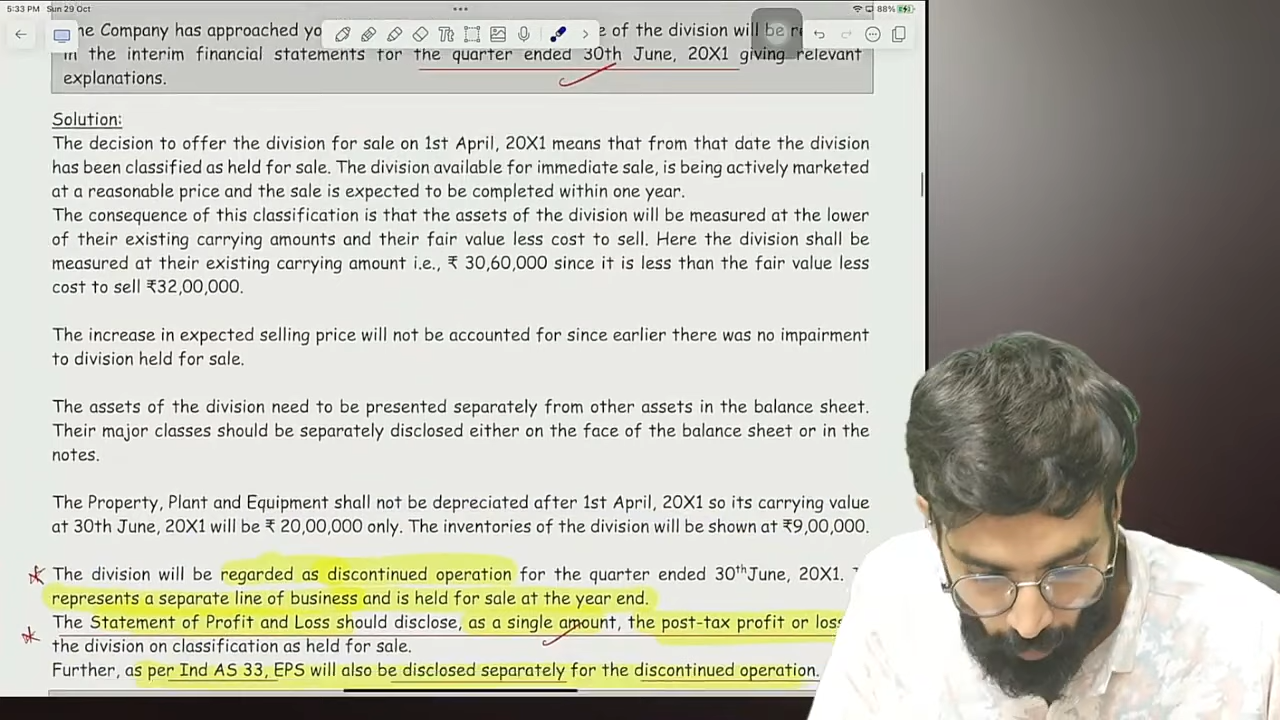 5:33 PM Sun 29 Oct
88%
he Company has approached yo e of the division will be r
in the interim financial statements for the quarter ended 30th June, 20X1 giving relevant
explanations.
Solution:
The decision to offer the division for sale on 1st April, 20X1 means that from that date the division
has been classified as held for sale. The division available for immediate sale, is being actively marketed
at a reasonable price and the sale is expected to be completed within one year.
The consequence of this classification is that the assets of the division will be measured at the lower
of their existing carrying amounts and their fair value less cost to sell. Here the division shall be
measured at their existing carrying amount i.e., ₹ 30,60,000 since it is less than the fair value less
cost to sell ₹32,00,000.
The increase in expected selling price will not be accounted for since earlier there was no impairment
to division held for sale.
The assets of the division need to be presented separately from other assets in the balance sheet.
Their major classes should be separately disclosed either on the face of the balance sheet or in the
notes.
The Property, Plant and Equipment shall not be depreciated after 1st April, 20X1 so its carrying value
at 30th June, 20X1 will be ₹ 20,00,000 only. The inventories of the division will be shown at ₹9,00,000.
The division will be regarded as discontinued operation for the quarter ended 30th June, 20X1.
represents a separate line of business and is held for sale at the year end.
The Statement of Profit and Loss should disclose, as a single amount, the post-tax profit or loss
the division on classification as held for sale.
Further, as per Ind AS 33, EPS will also be disclosed separately for the discontinued operation.